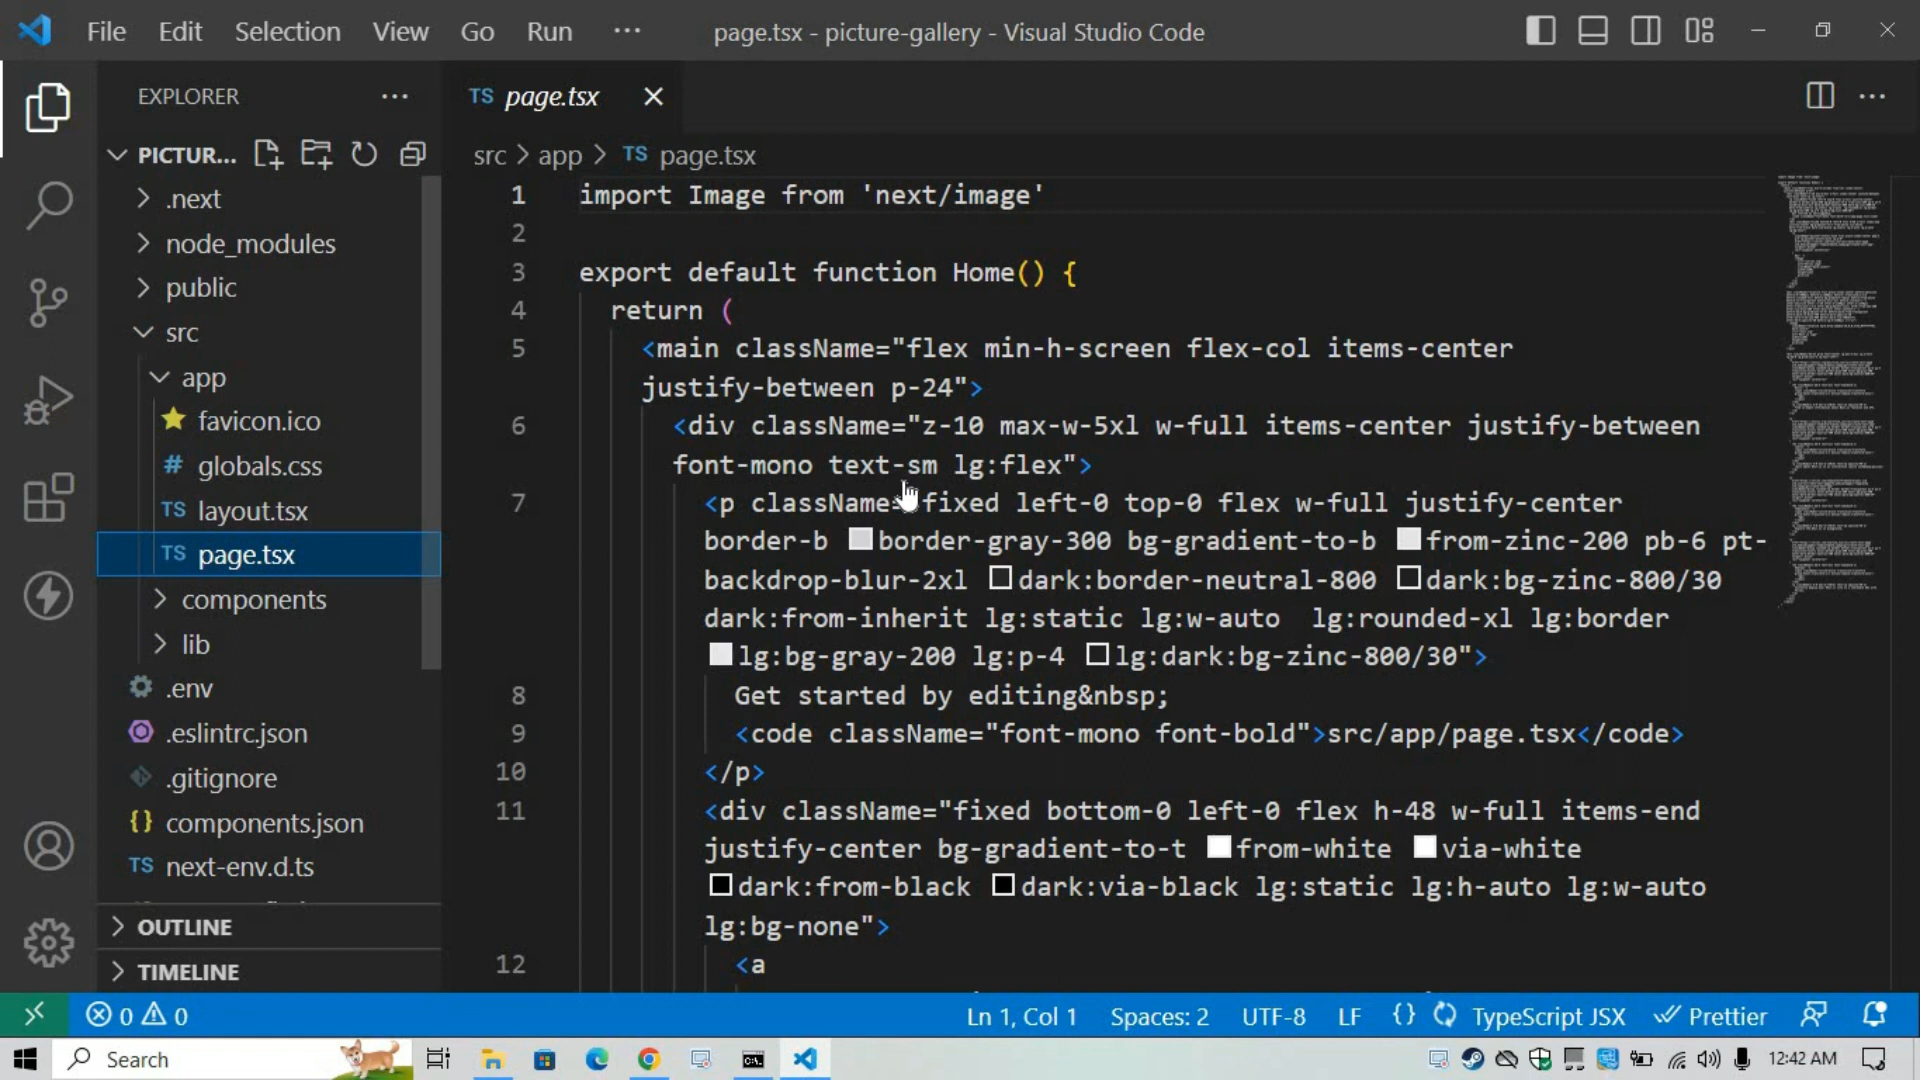 File Edit Selection View Go Run ··· page.tsx - picture-gallery - Visual Studio Code
EXPLORER ···
PICTUR...
.next
node_modules
public
src
app
favicon.ico
# globals.css
TS layout.tsx
TS page.tsx
components
lib
.env
.eslintrc.json
.gitignore
{} components.json
TS next-env.d.ts
OUTLINE
TIMELINE
TS page.tsx
src > app > TS page.tsx
1 import Image from 'next/image'
2
3 export default function Home() {
4 return (
5 <main className="flex min-h-screen flex-col items-center
justify-between p-24">
6 <div className="z-10 max-w-5xl w-full items-center justify-between
font-mono text-sm lg:flex">
7 <p className="fixed left-0 top-0 flex w-full justify-center
border-b border-gray-300 bg-gradient-to-b from-zinc-200 pb-6 pt-
backdrop-blur-2xl dark:border-neutral-800 dark:bg-zinc-800/30
dark:from-inherit lg:static lg:w-auto lg:rounded-xl lg:border
lg:bg-gray-200 lg:p-4 lg:dark:bg-zinc-800/30">
8 Get started by editing&nbsp;
9 <code className="font-mono font-bold">src/app/page.tsx</code>
10 </p>
11 <div className="fixed bottom-0 left-0 flex h-48 w-full items-end
justify-center bg-gradient-to-t from-white via-white
dark:from-black dark:via-black lg:static lg:h-auto lg:w-auto
lg:bg-none">
12 <a
0 0 Ln 1, Col 1 Spaces: 2 UTF-8 LF {} TypeScript JSX Prettier
Search 12:42 AM